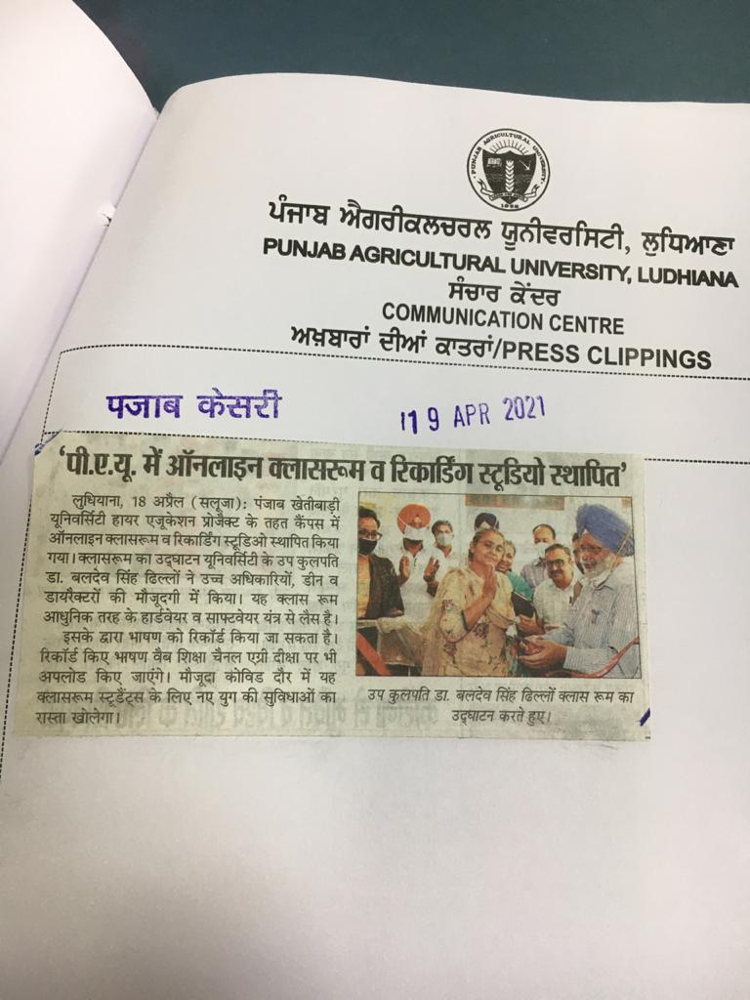 PUNJAB AGRICULTURAL UNIVERSITY
ਪੰਜਾਬ ਐਗਰੀਕਲਚਰਲ ਯੂਨੀਵਰਸਿਟੀ, ਲੁਧਿਆਣਾ
PUNJAB AGRICULTURAL UNIVERSITY, LUDHIANA
ਸੰਚਾਰ ਕੇਂਦਰ
COMMUNICATION CENTRE
ਅਖ਼ਬਾਰਾਂ ਦੀਆਂ ਕਾਤਰਾਂ/PRESS CLIPPINGS
पजाब केसरी
19 APR 2021
'पी.ए.यू. में ऑनलाइन क्लासरूम व रिकार्डिंग स्टूडियो स्थापित'
लुधियाना, 18 अप्रैल (सलूजा): पंजाब खेतीबाड़ी
यूनिवर्सिटी हायर एजूकेशन प्रोजैक्ट के तहत कैंपस में
ऑनलाइन क्लासरूम व रिकार्डिंग स्टूडिओ स्थापित किया
गया। क्लासरूम का उद्घाटन यूनिवर्सिटी के उप कुलपति
डा. बलदेव सिंह ढिल्लों ने उच्च अधिकारियों, डीन व
डायरैक्टरों की मौजूदगी में किया। यह क्लास रूम
आधुनिक तरह के हार्डवेयर व साफ्टवेयर यंत्र से लैस है।
इसके द्वारा भाषण को रिकॉर्ड किया जा सकता है।
रिकॉर्ड किए भाषण वैब शिक्षा चैनल एग्री दीक्षा पर भी
अपलोड किए जाएंगे। मौजूदा कोविड दौर में यह
क्लासरूम स्टूडैंट्स के लिए नए युग की सुविधाओं का
रास्ता खोलेगा।
उप कुलपति डा. बलदेव सिंह ढिल्लों क्लास रूम का
उद्घाटन करते हुए।